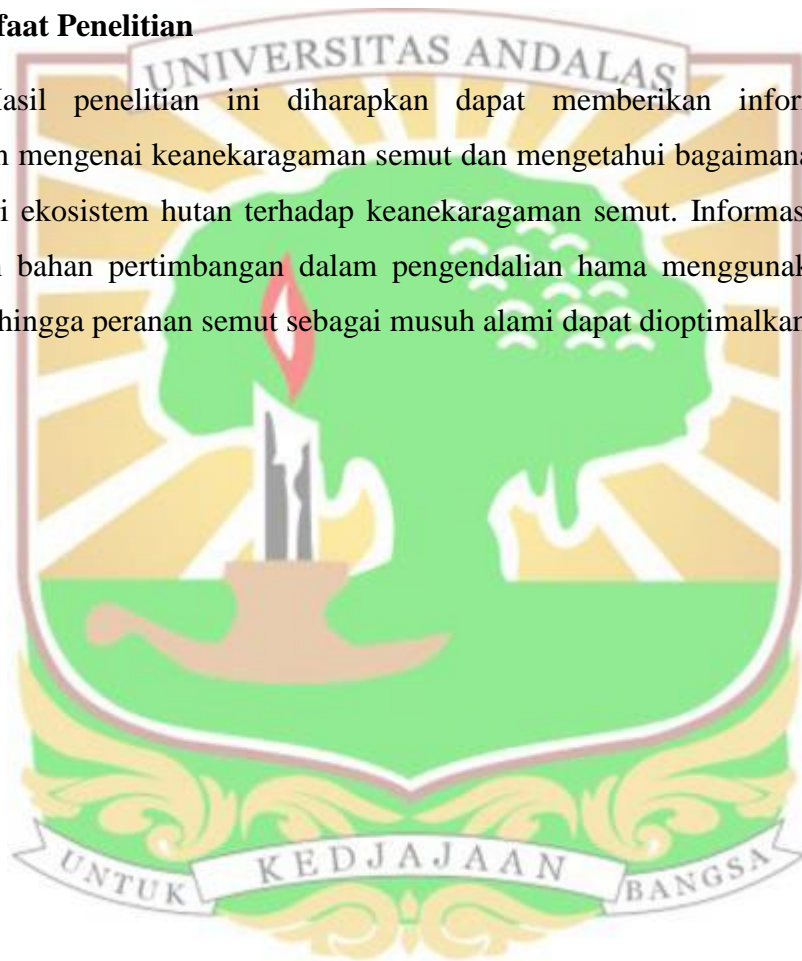 faat Penelitian
UNIVERSITAS ANDALAS
asil penelitian ini diharapkan dapat memberikan infor
n mengenai keanekaragaman semut dan mengetahui bagaimana
i ekosistem hutan terhadap keanekaragaman semut. Informas
n bahan pertimbangan dalam pengendalian hama menggunak
hingga peranan semut sebagai musuh alami dapat dioptimalkan
UNTUK KEDJAJAAN BANGSA